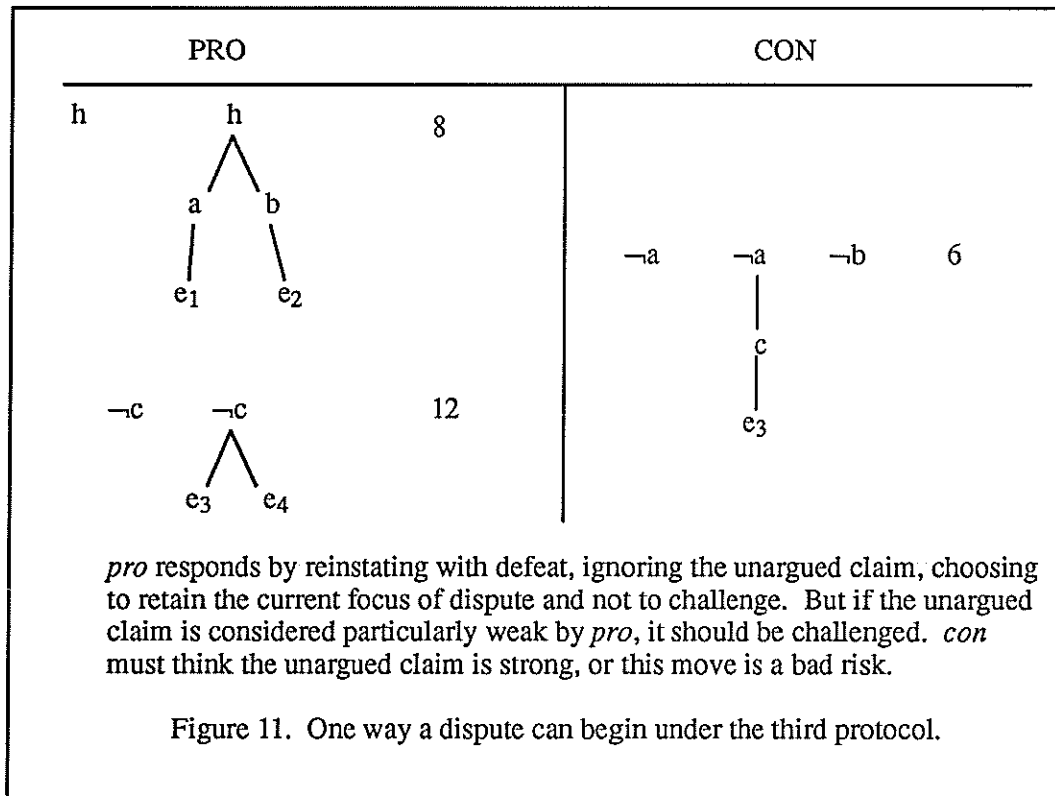 PRO CON
h h 8
a b
¬a ¬a ¬b 6
e1 e2
c
¬c ¬c 12
e3
e3 e4
pro responds by reinstating with defeat, ignoring the unargued claim, choosing
to retain the current focus of dispute and not to challenge. But if the unargued
claim is considered particularly weak by pro, it should be challenged. con
must think the unargued claim is strong, or this move is a bad risk.
Figure 11. One way a dispute can begin under the third protocol.